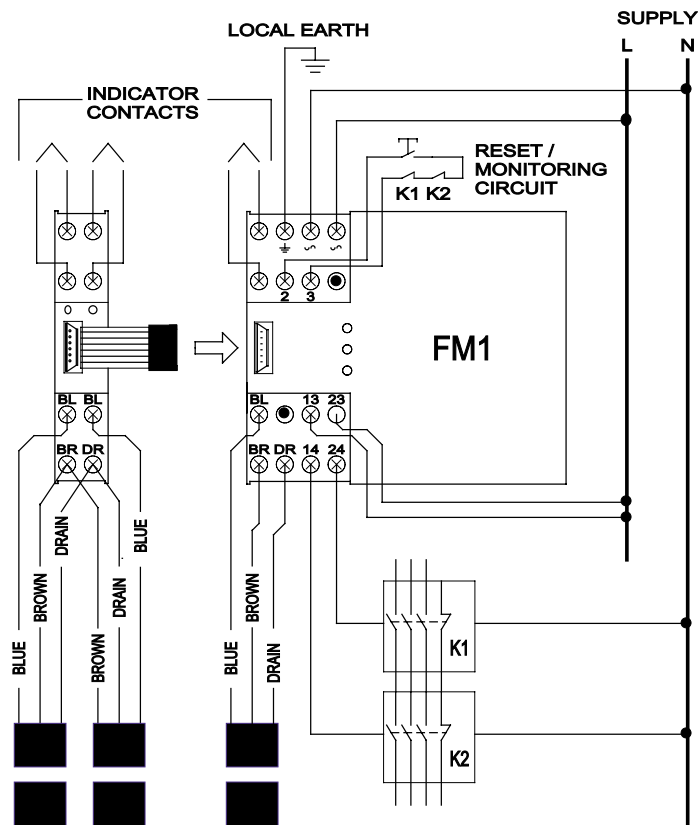 SUPPLY
L N
LOCAL EARTH
INDICATOR
CONTACTS
RESET /
MONITORING
CIRCUIT
K1 K2
2 3
FM1
BL BL
BL 13 23
BR DR
BR DR 14 24
BLUE
BROWN
DRAIN
BROWN
DRAIN
BLUE
BLUE
BROWN
DRAIN
K1
K2